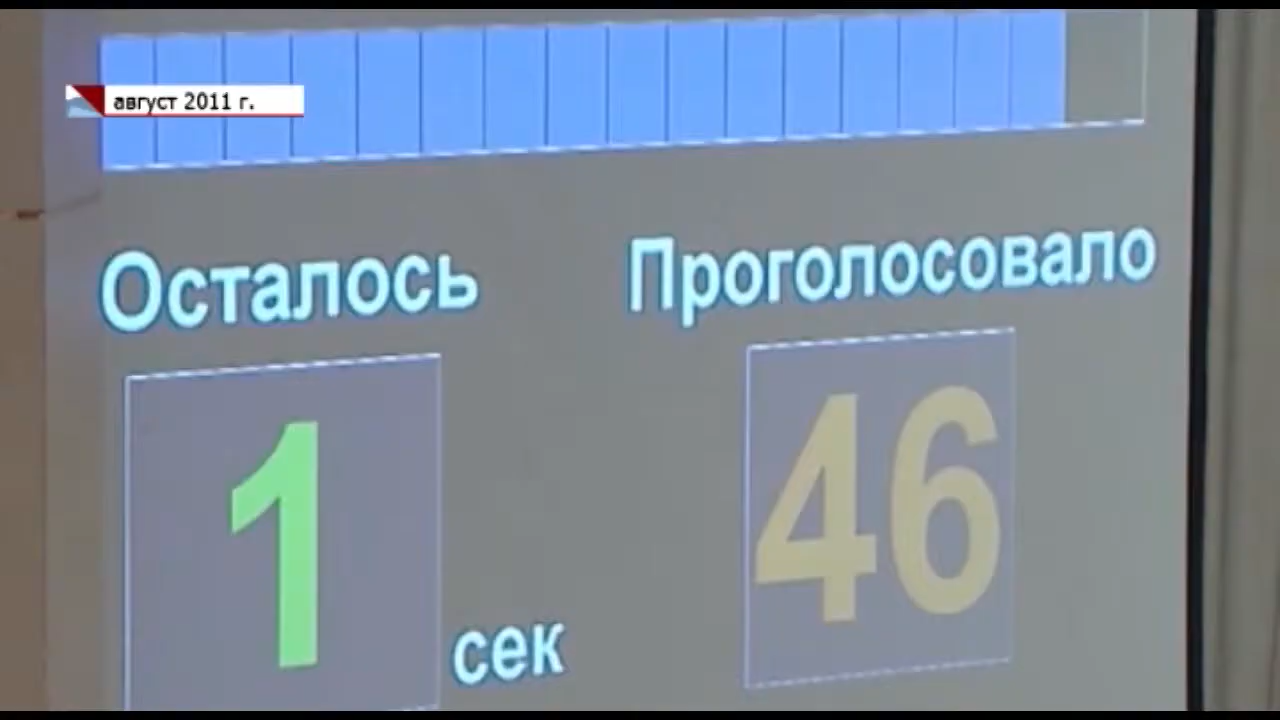 август 2011 г.
Осталось
Проголосовало
1
46
сек